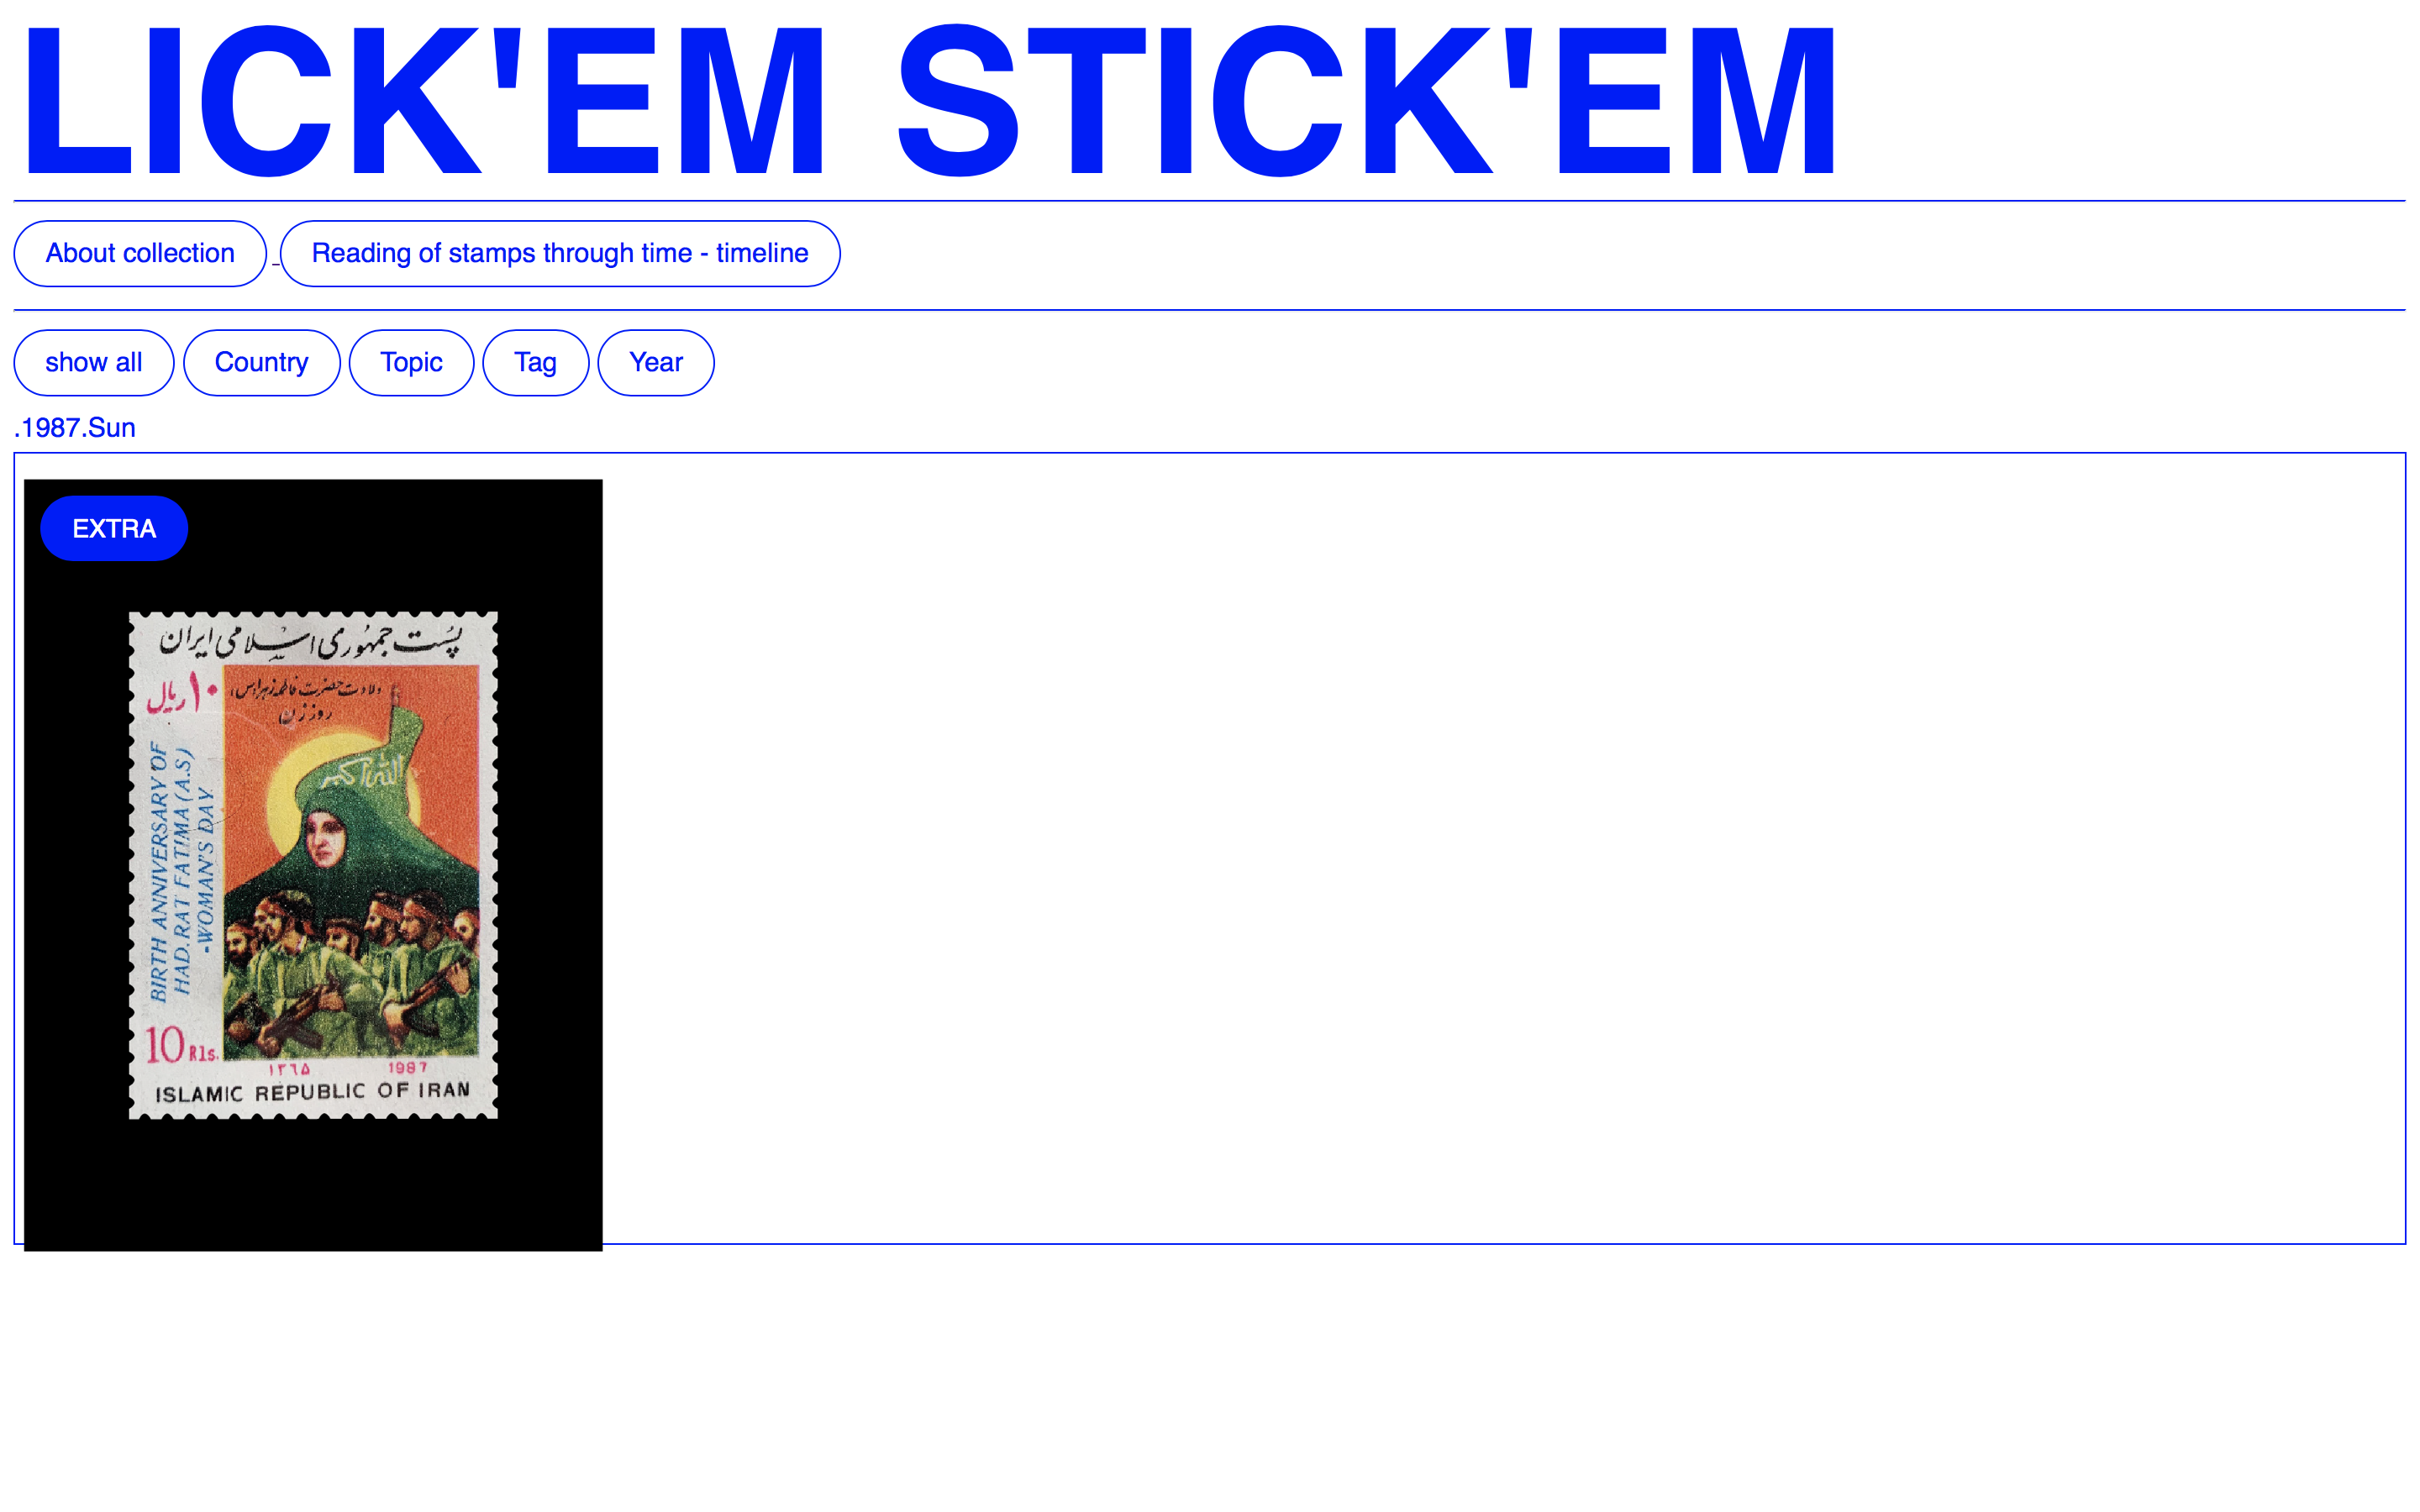 LICK'EM STICK'EM
About collection
Reading of stamps through time - timeline
show all Country Topic Tag Year
.1987.Sun
EXTRA
پست جمهوری اسلامی ایران
۱۰ ریال
ولادت حضرت فاطمه زهرا (س)
روز زن
الله اکبر
BIRTH ANNIVERSARY OF
HAD.RAT FATIMA (A.S)
-WOMAN'S DAY
10 Rls.
۱۳۶۵ 1987
ISLAMIC REPUBLIC OF IRAN